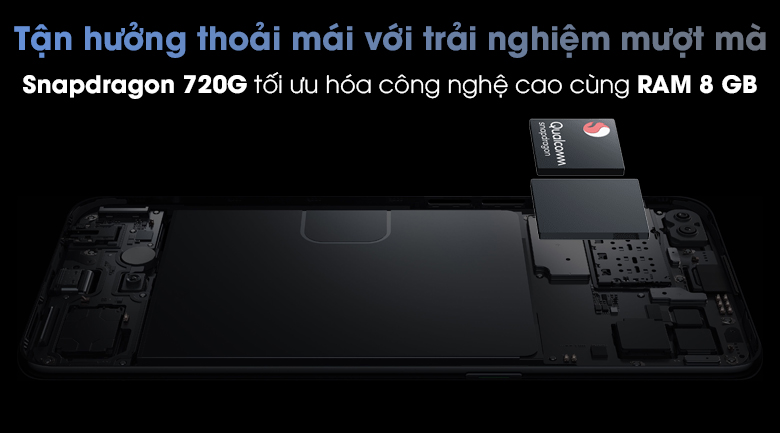 Tận hưởng thoải mái với trải nghiệm mượt mà
Snapdragon 720G tối ưu hóa công nghệ cao cùng RAM 8 GB
Qualcomm
snapdragon